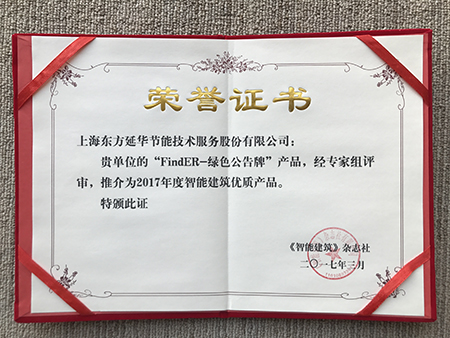 荣誉证书
上海东方延华节能技术服务股份有限公司：
贵单位的“FindER-绿色公告牌”产品，经专家组评
审，推介为2017年度智能建筑优质产品。
特颁此证
《智能建筑》杂志社
二〇一七年三月